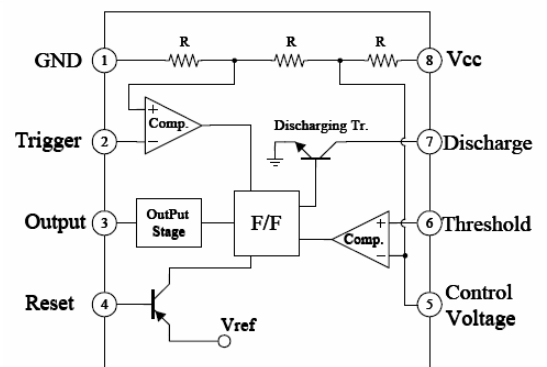 R
R
R
GND
1
8
Vcc
+
Comp.
−
Discharging Tr.
Trigger
2
7
Discharge
Output
3
OutPut
Stage
F/F
+
Comp.
−
6
Threshold
Reset
4
5
Control
Voltage
Vref